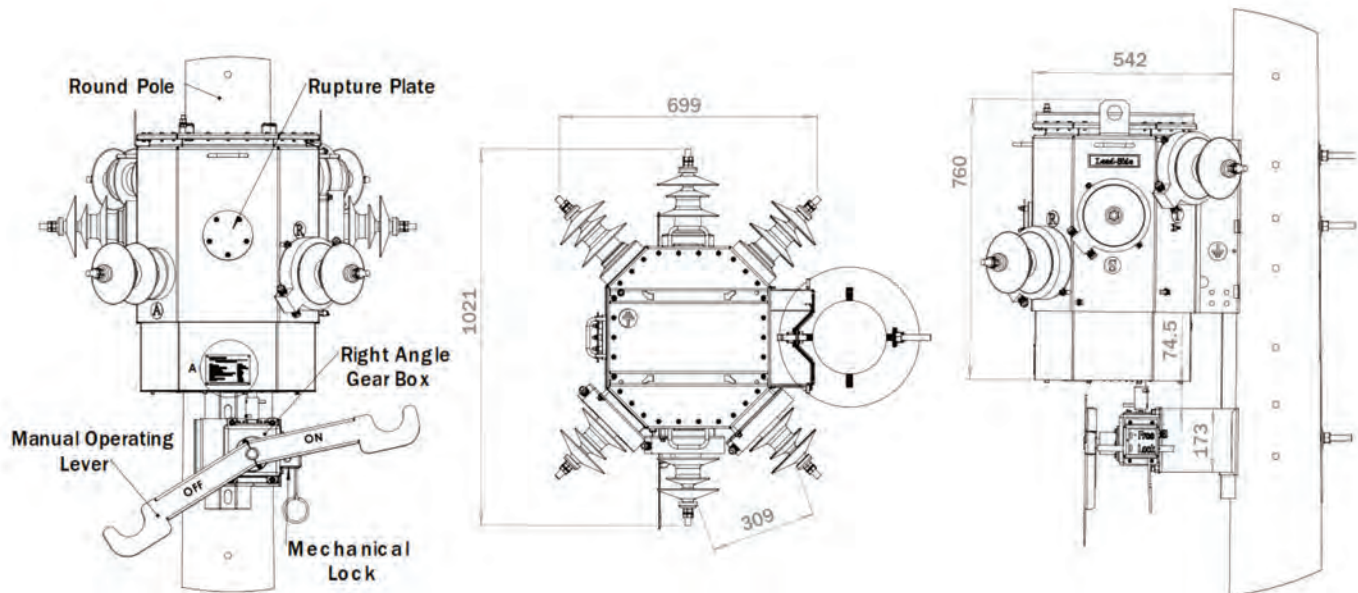 Round Pole
Rupture Plate
A
R
A
Right Angle
Gear Box
Manual Operating
Lever
ON
OFF
Mechanical
Lock
699
1021
309
542
760
Load-Side
74.5
173
Lock